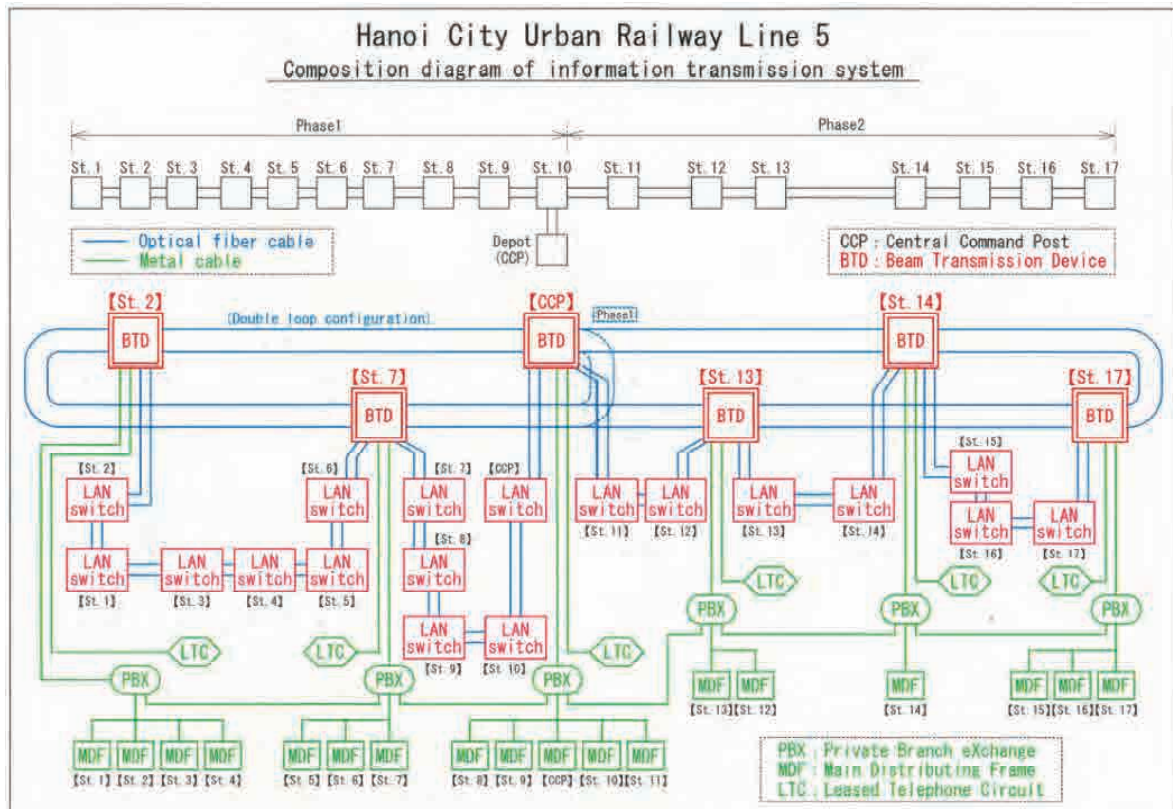 Hanoi City Urban Railway Line 5
Composition diagram of information transmission system
Phase1
Phase2
St. 1 St. 2 St. 3 St. 4 St. 5 St. 6 St. 7 St. 8 St. 9 St. 10 St. 11 St. 12 St. 13 St. 14 St. 15 St. 16 St. 17
Optical fiber cable
Metal cable
Depot
(CCP)
CCP : Central Command Post
BTD : Beam Transmission Device
【St. 2】
【CCP】
【St. 14】
(Double loop configuration)
Phase1
BTD
BTD
BTD
【St. 7】
【St. 13】
【St. 17】
BTD
BTD
BTD
【St. 2】
LAN
switch
【St. 6】
LAN
switch
【St. 7】
LAN
switch
【CCP】
LAN
switch
LAN
switch
【St. 11】
LAN
switch
【St. 12】
LAN
switch
【St. 13】
LAN
switch
【St. 14】
【St. 15】
LAN
switch
LAN
switch
【St. 16】
LAN
switch
【St. 17】
LAN
switch
【St. 1】
LAN
switch
【St. 3】
LAN
switch
【St. 4】
LAN
switch
【St. 5】
【St. 8】
LAN
switch
LAN
switch
【St. 9】
LAN
switch
【St. 10】
LTC
LTC
LTC
PBX
PBX
PBX
LTC
LTC
LTC
PBX
PBX
PBX
MDF MDF
【St. 13】【St. 12】
MDF
【St. 14】
MDF MDF MDF
【St. 15】【St. 16】【St. 17】
MDF MDF MDF MDF
【St. 1】【St. 2】【St. 3】【St. 4】
MDF MDF MDF
【St. 5】【St. 6】【St. 7】
MDF MDF MDF MDF MDF
【St. 8】【St. 9】【CCP】【St. 10】【St. 11】
PBX : Private Branch eXchange
MDF : Main Distributing Frame
LTC : Leased Telephone Circuit